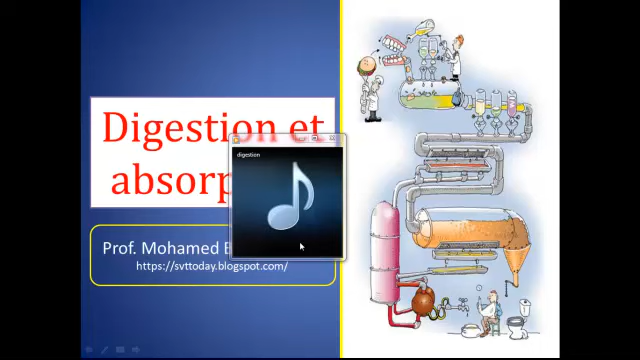 Digestion et
absorp
digestion
Prof. Mohamed
https://svttoday.blogspot.com/